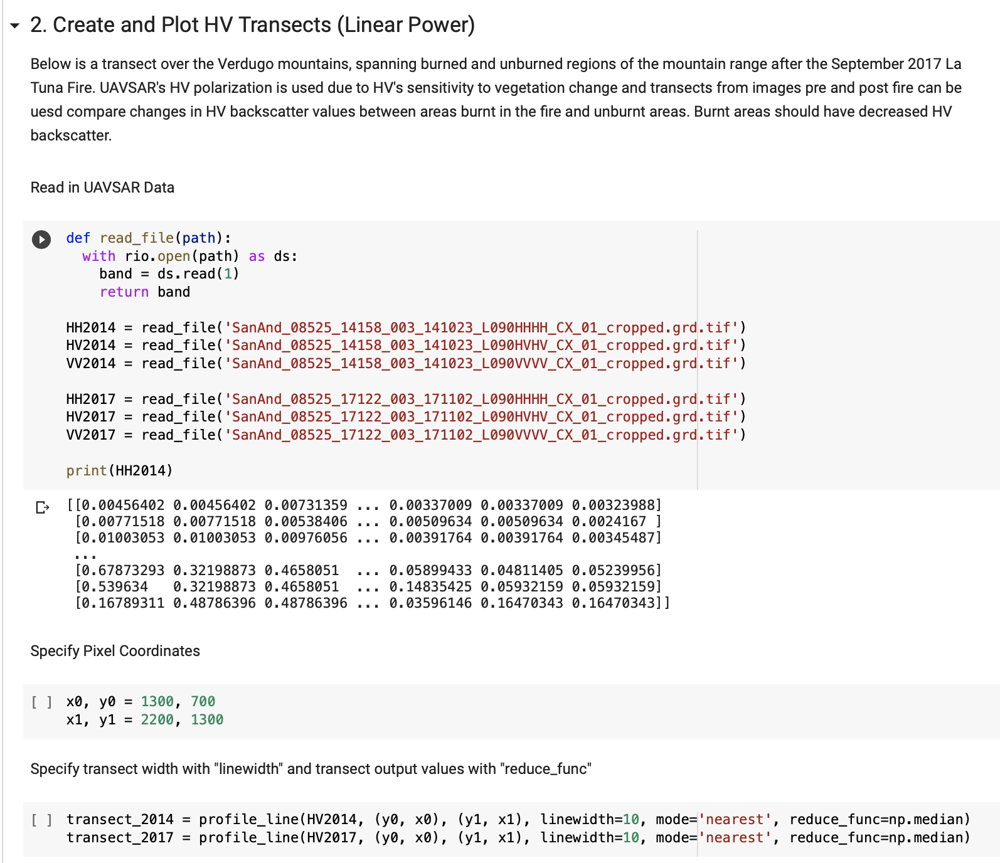 2. Create and Plot HV Transects (Linear Power)
Below is a transect over the Verdugo mountains, spanning burned and unburned regions of the mountain range after the September 2017 La
Tuna Fire. UAVSAR's HV polarization is used due to HV's sensitivity to vegetation change and transects from images pre and post fire can be
uesd compare changes in HV backscatter values between areas burnt in the fire and unburnt areas. Burnt areas should have decreased HV
backscatter.
Read in UAVSAR Data
def read_file(path):
  with rio.open(path) as ds:
    band = ds.read(1)
    return band
HH2014 = read_file('SanAnd_08525_14158_003_141023_L090HHHH_CX_01_cropped.grd.tif')
HV2014 = read_file('SanAnd_08525_14158_003_141023_L090HVHV_CX_01_cropped.grd.tif')
VV2014 = read_file('SanAnd_08525_14158_003_141023_L090VVVV_CX_01_cropped.grd.tif')
HH2017 = read_file('SanAnd_08525_17122_003_171102_L090HHHH_CX_01_cropped.grd.tif')
HV2017 = read_file('SanAnd_08525_17122_003_171102_L090HVHV_CX_01_cropped.grd.tif')
VV2017 = read_file('SanAnd_08525_17122_003_171102_L090VVVV_CX_01_cropped.grd.tif')
print(HH2014)
[[0.00456402 0.00456402 0.00731359 ... 0.00337009 0.00337009 0.00323988]
 [0.00771518 0.00771518 0.00538406 ... 0.00509634 0.00509634 0.0024167 ]
 [0.01003053 0.01003053 0.00976056 ... 0.00391764 0.00391764 0.00345487]
 ...
 [0.67873293 0.32198873 0.4658051  ... 0.05899433 0.04811405 0.05239956]
 [0.539634   0.32198873 0.4658051  ... 0.14835425 0.05932159 0.05932159]
 [0.16789311 0.48786396 0.48786396 ... 0.03596146 0.16470343 0.16470343]]
Specify Pixel Coordinates
[ ] x0, y0 = 1300, 700
x1, y1 = 2200, 1300
Specify transect width with "linewidth" and transect output values with "reduce_func"
[ ] transect_2014 = profile_line(HV2014, (y0, x0), (y1, x1), linewidth=10, mode='nearest', reduce_func=np.median)
transect_2017 = profile_line(HV2017, (y0, x0), (y1, x1), linewidth=10, mode='nearest', reduce_func=np.median)